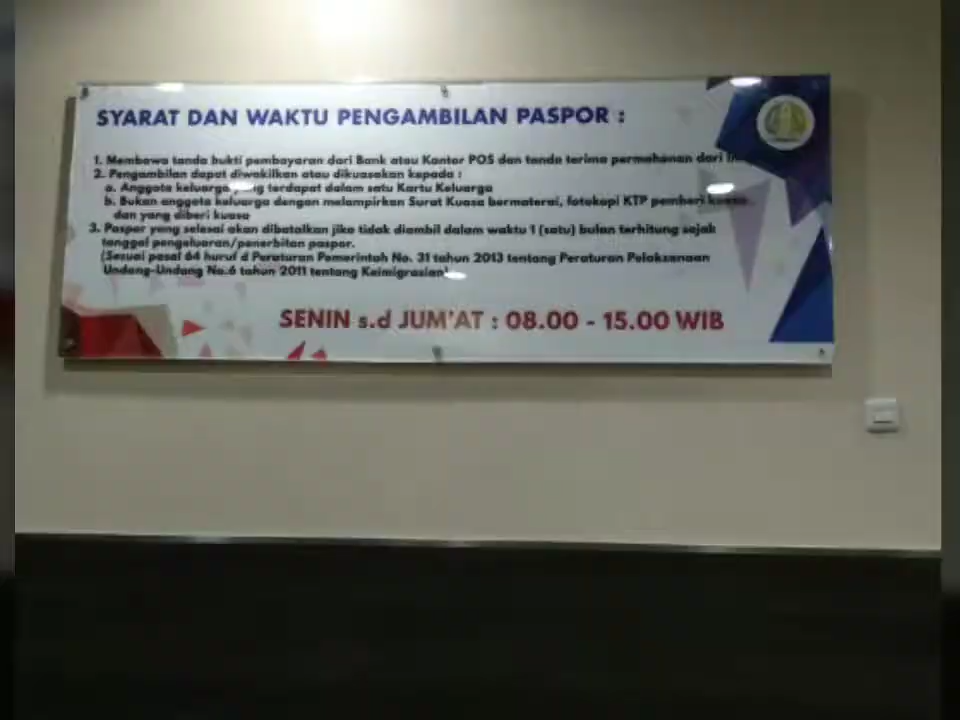 SYARAT DAN WAKTU PENGAMBILAN PASPOR :
1. Membawa tanda bukti pembayaran dari Bank atau Kantor POS dan tanda terima permohonan dari
2. Pengambilan dapat diwakilkan atau dikuasakan kepada :
a. Anggota keluarga yang terdapat dalam satu Kartu Keluarga
b. Bukan anggota keluarga dengan melampirkan Surat Kuasa bermaterai, fotokopi KTP pemberi kuasa
dan yang diberi kuasa
3. Paspor yang selesai akan dibatalkan jika tidak diambil dalam waktu 1 (satu) bulan terhitung sejak
tanggal pengeluaran/penerbitan paspor.
(Sesuai pasal 64 huruf d Peraturan Pemerintah No. 31 tahun 2013 tentang Peraturan Pelaksanaan
Undang-Undang No.6 tahun 2011 tentang Keimigrasian)
SENIN s.d JUM'AT : 08.00 - 15.00 WIB